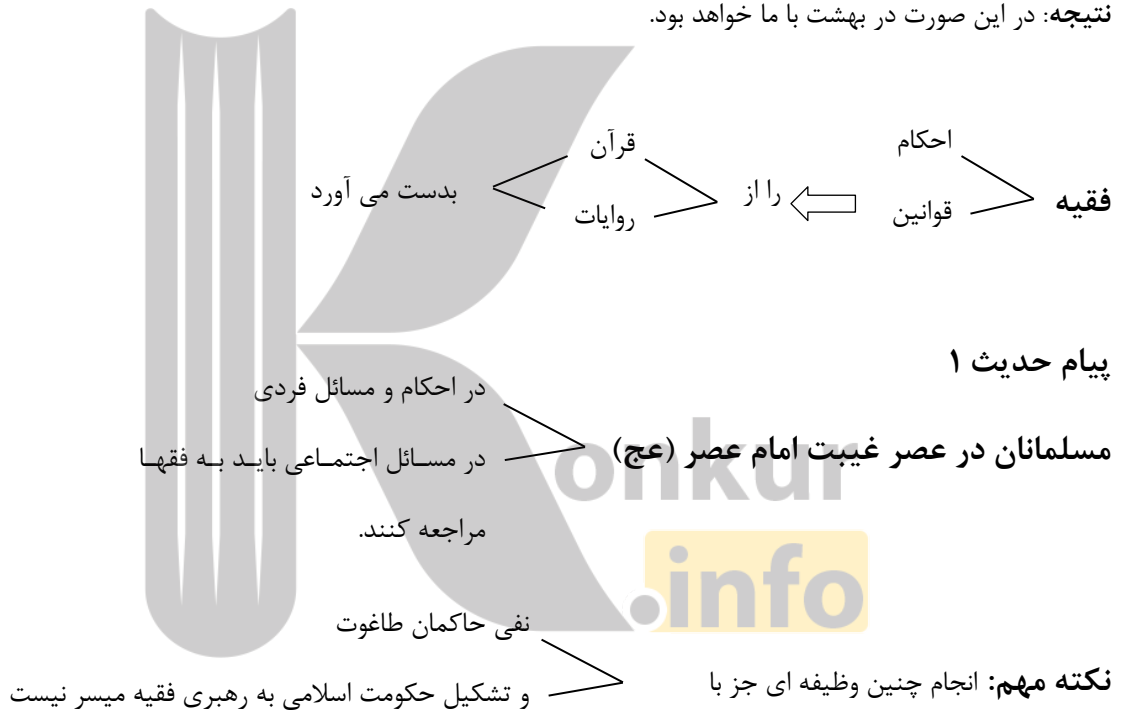 نتیجه: در این صورت در بهشت با ما خواهد بود.
احکام
قرآن
فقیه
قوانین
را از
روایات
بدست می آورد
پیام حدیث ۱
در احکام و مسائل فردی
مسلمانان در عصر غیبت امام عصر (عج)
در مسائل اجتماعی باید به فقها
مراجعه کنند.
onkur
.info
نفی حاکمان طاغوت
نکته مهم: انجام چنین وظیفه ای جز با
و تشکیل حکومت اسلامی به رهبری فقیه میسر نیست